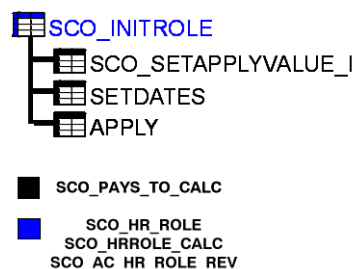 SCO_INITROLE
SCO_SETAPPLYVALUE_I
SETDATES
APPLY
SCO_PAYS_TO_CALC
SCO_HR_ROLE
SCO_HRROLE_CALC
SCO_AC_HR_ROLE_REV